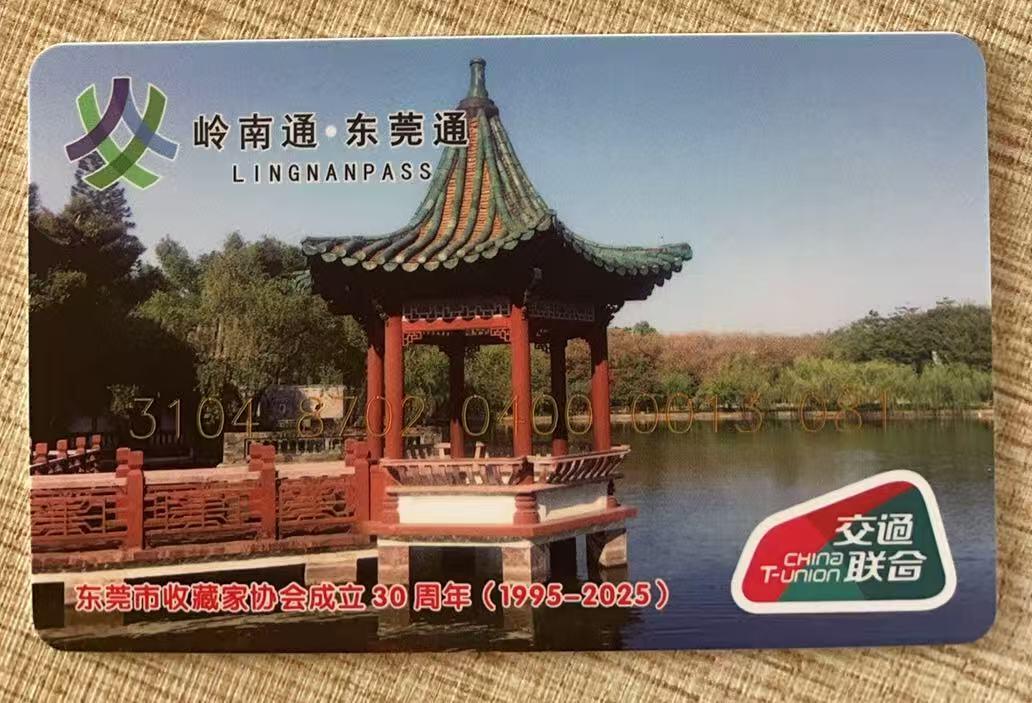 岭南通·东莞通
LINGNANPASS
3104 8702 0400 0013 081
交通
CHINA
T-UNION 联合
东莞市收藏家协会成立30周年（1995-2025）